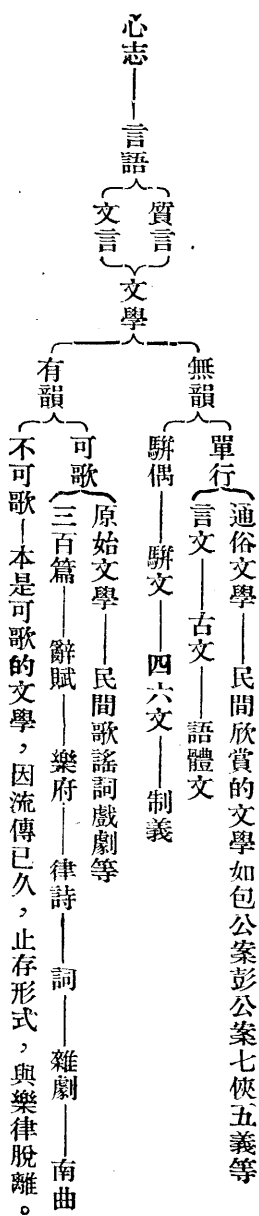 心志——言語
質言
文言
文學
無韻
單行
通俗文學——民間欣賞的文學如包公案彭公案七俠五義等
言文——古文——語體文
駢偶——駢文——四六文——制義
有韻
可歌
原始文學——民間歌謠詞戲劇等
三百篇——辭賦——樂府——律詩——詞——雜劇——南曲
不可歌—本是可歌的文學，因流傳已久，止存形式，與樂律脫離。